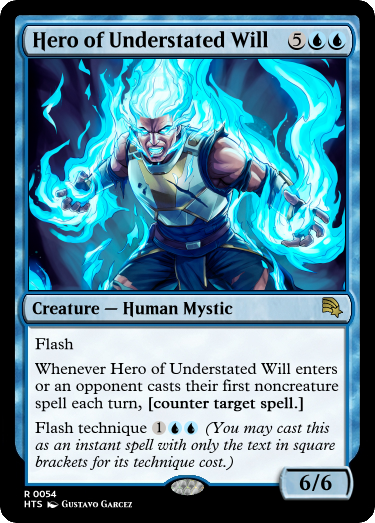 Hero of Understated Will 5
Creature — Human Mystic
Flash
Whenever Hero of Understated Will enters
or an opponent casts their first noncreature
spell each turn, [counter target spell.]
Flash technique 1 (You may cast this
as an instant spell with only the text in square
brackets for its technique cost.)
6/6
R 0054
HTS Gustavo Garcez